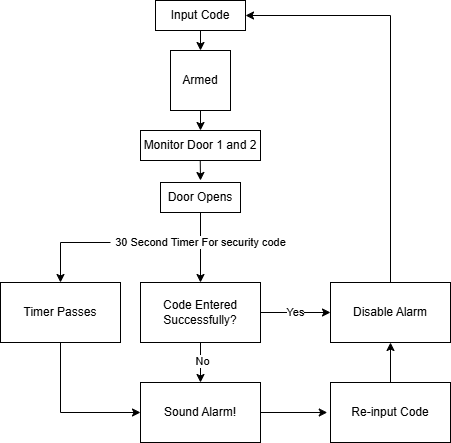 Input Code
Armed
Monitor Door 1 and 2
Door Opens
30 Second Timer For security code
Timer Passes
Code Entered
Successfully?
Yes
Disable Alarm
No
Sound Alarm!
Re-input Code